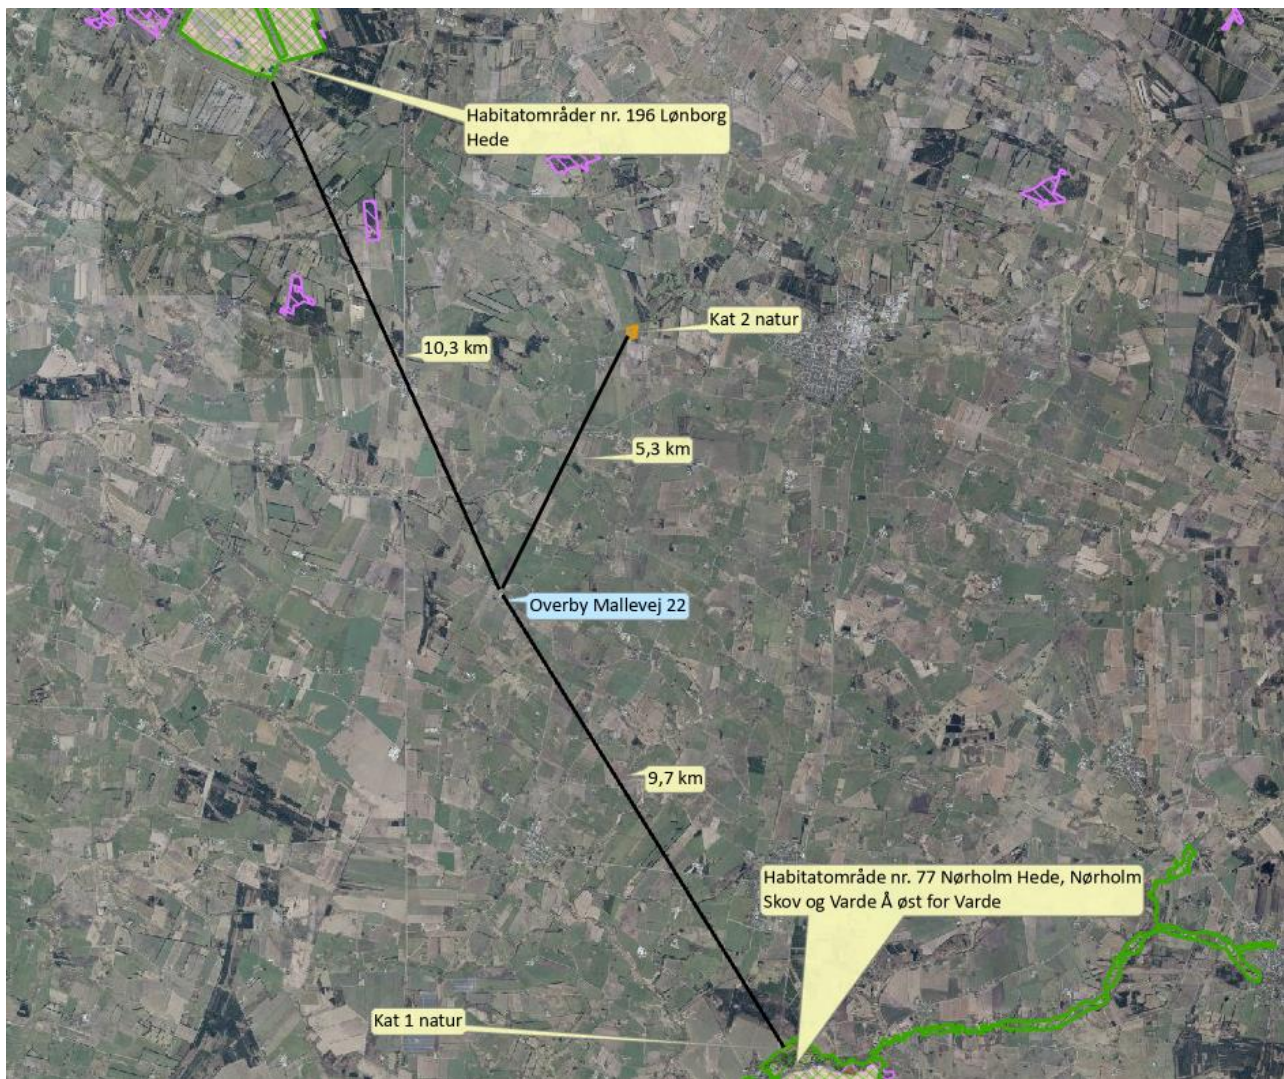 Habitatområder nr. 196 Lønborg
Hede
Kat 2 natur
10,3 km
5,3 km
Overby Mallevej 22
9,7 km
Habitatområde nr. 77 Nørholm Hede, Nørholm
Skov og Varde Å øst for Varde
Kat 1 natur